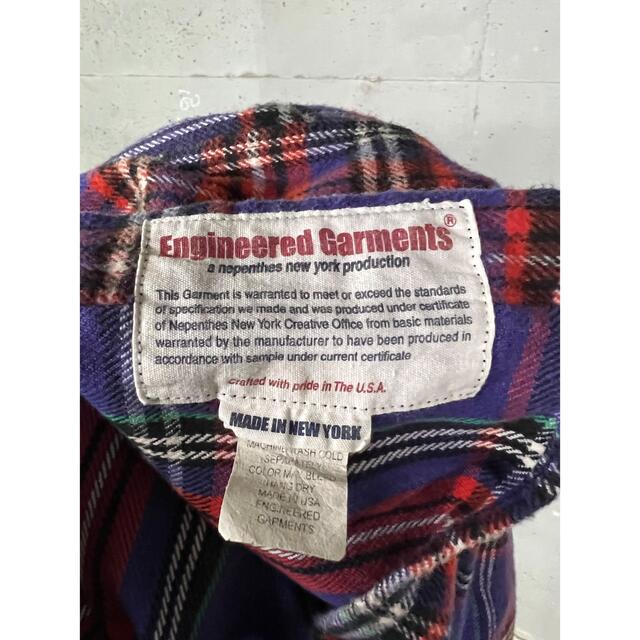 Engineered Garments®
a nepenthes new york production
This Garment is warranted to meet or exceed the standards
of specification we made and was produced under certificate
of Nepenthes New York Creative Office from basic materials
warranted by the manufacturer to have been produced in
accordance with sample under current certificate
crafted with pride in The U.S.A.
MADE IN NEW YORK
MACHINE WASH COLD
SEPARATELY
COLOR MAY BLEED
HANG DRY
MADE IN USA
ENGINEERED
GARMENTS